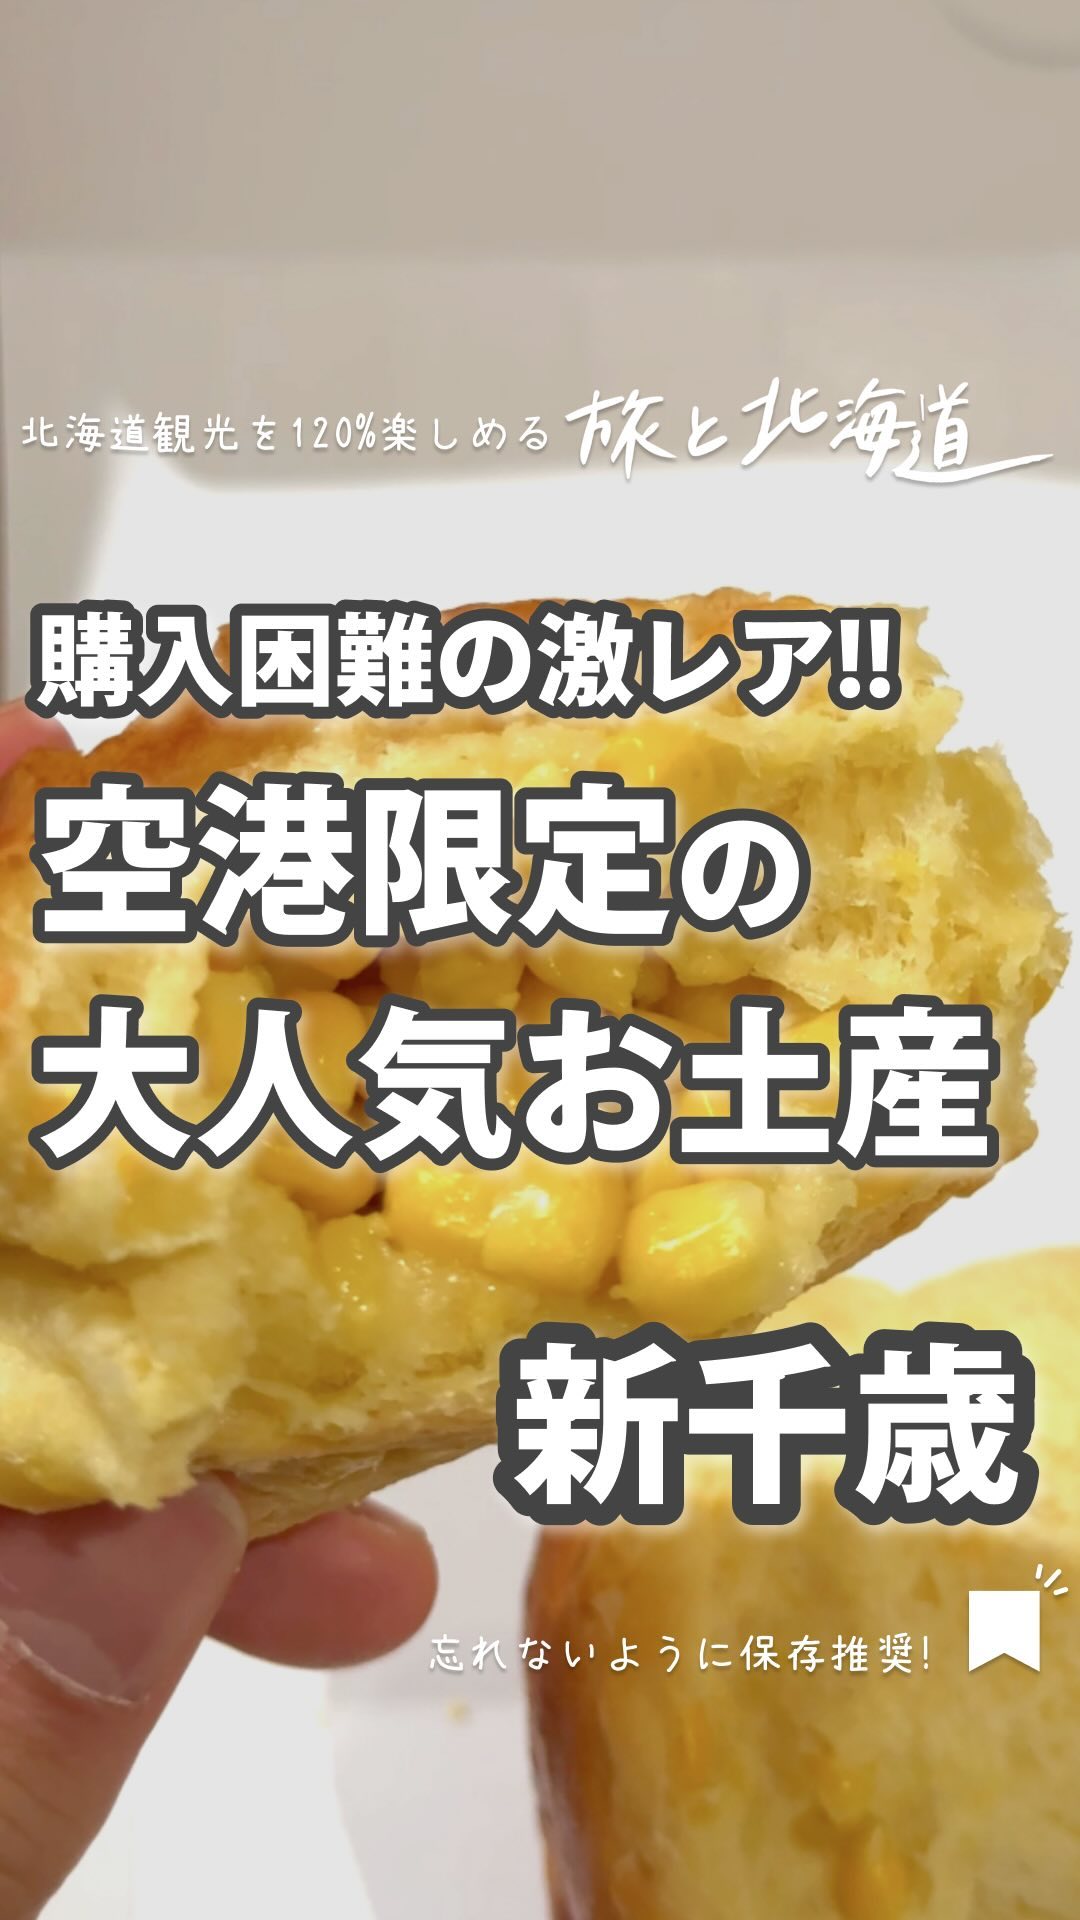 北海道観光を120%楽しめる 旅と北海道
購入困難の激レア!!
空港限定の
大人気お土産
新千歳
忘れないように保存推奨!